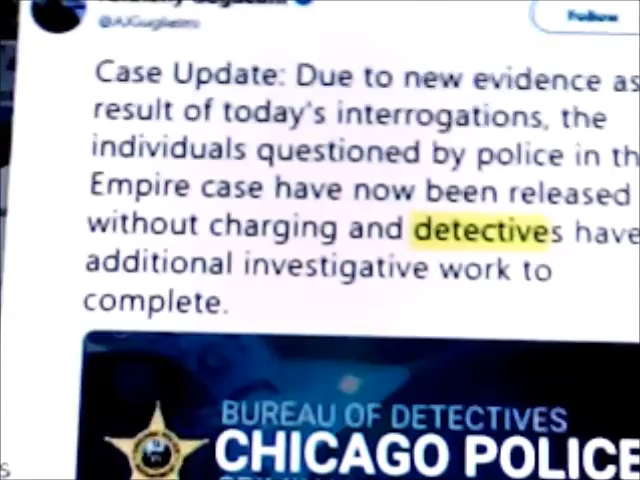 @AJGuglielmi
Follow
Case Update: Due to new evidence as
result of today's interrogations, the
individuals questioned by police in th
Empire case have now been released
without charging and detectives have
additional investigative work to
complete.
BUREAU OF DETECTIVES
CHICAGO POLICE
s